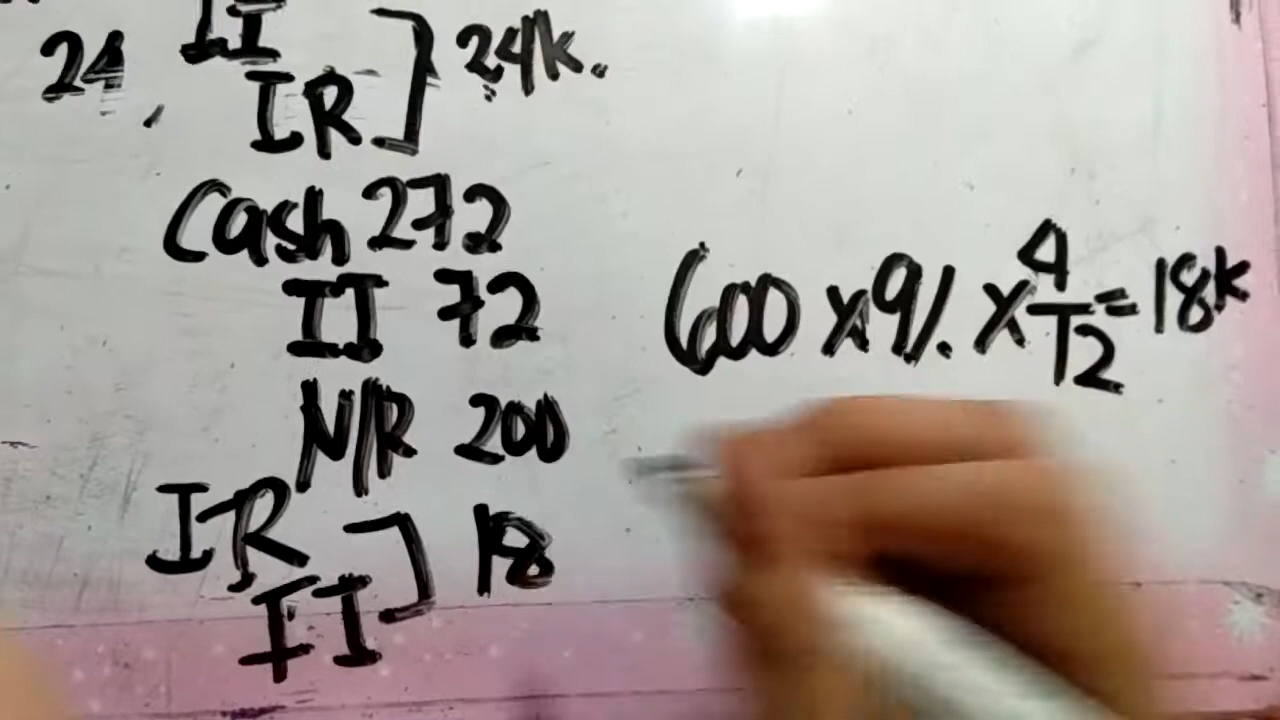 24, II
IR ] 24k.
Cash 272
II 72
N/R 200
IR
II ] 18
600 x 9% x 4/12 = 18k